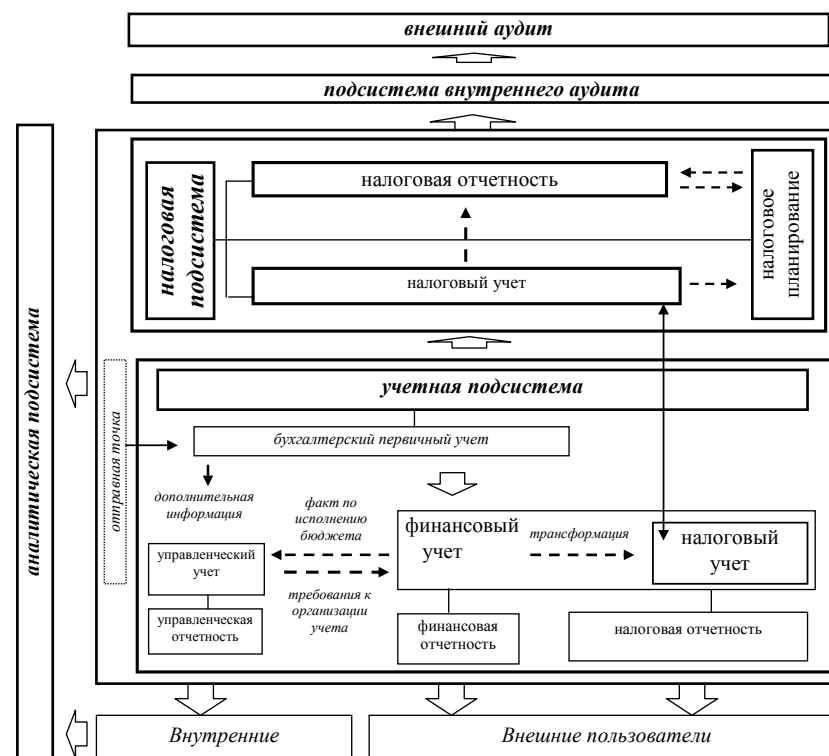 внешний аудит
подсистема внутреннего аудита
аналитическая подсистема
налоговая
подсистема
налоговая отчетность
налоговый учет
налоговое
планирование
учетная подсистема
отправная точка
бухгалтерский первичный учет
дополнительная
информация
факт по
исполнению
бюджета
финансовый
учет
трансформация
налоговый
учет
управленческий
учет
требования к
организации
учета
управленческая
отчетность
финансовая
отчетность
налоговая отчетность
Внутренние
Внешние пользователи